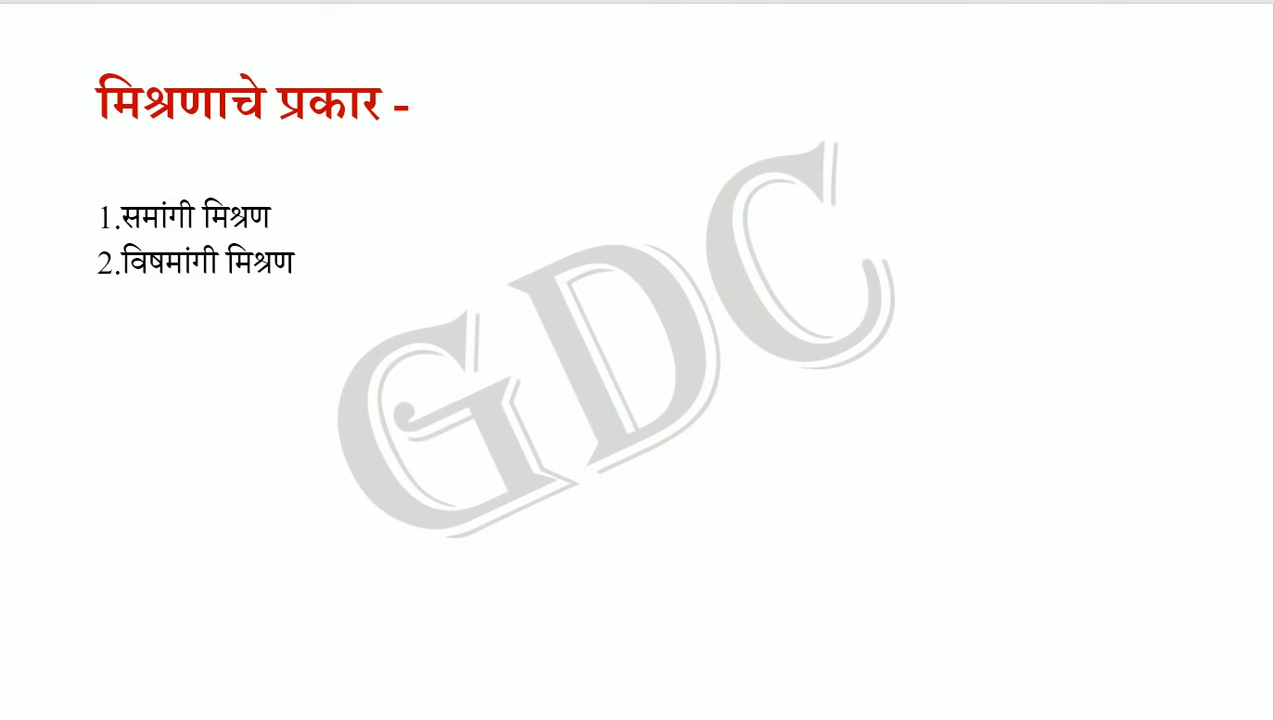 मिश्रणाचे प्रकार -
1.समांगी मिश्रण
2.विषमांगी मिश्रण
GDC